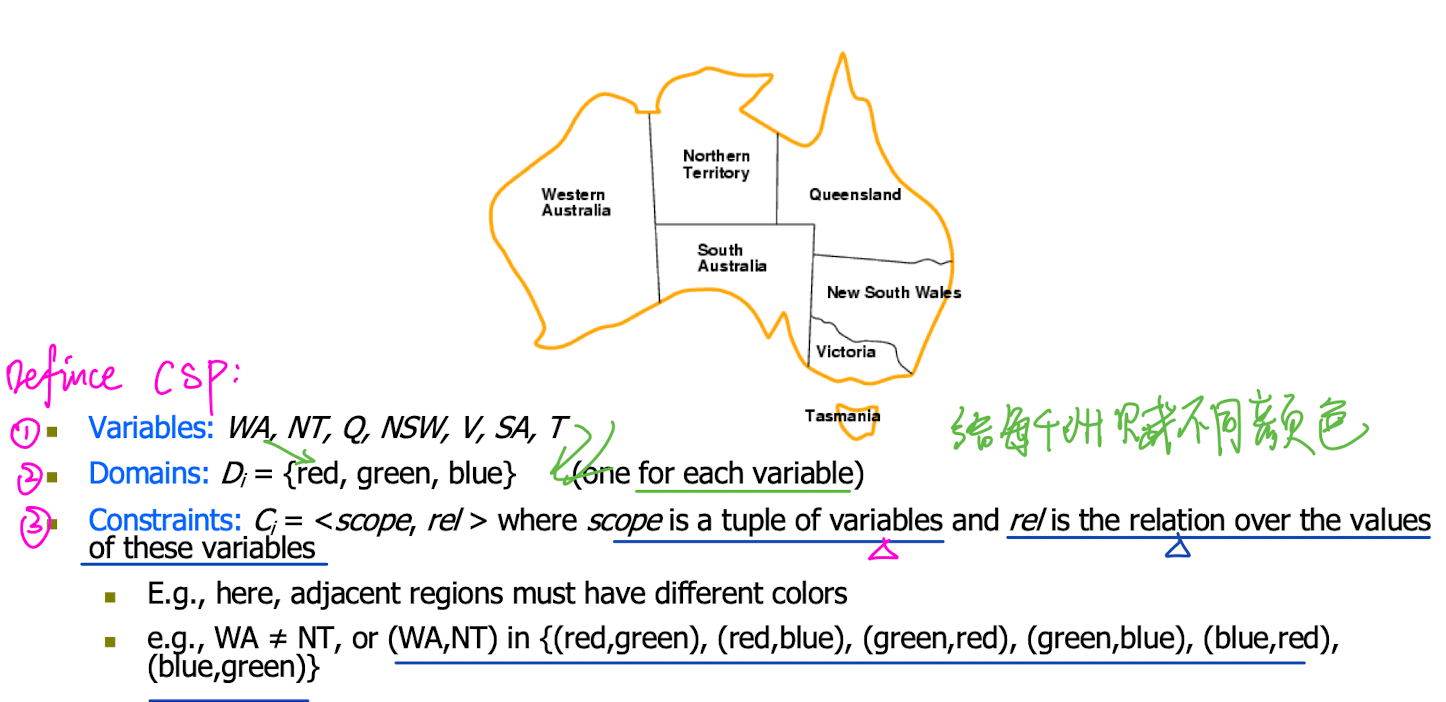 Northern
Territory
Western
Australia
Queensland
South
Australia
New South Wales
Victoria
Tasmania
Defince CSP:
给每个州赋不同颜色
① Variables: WA, NT, Q, NSW, V, SA, T
② Domains: Di = {red, green, blue} (one for each variable)
③ Constraints: Ci = <scope, rel > where scope is a tuple of variables and rel is the relation over the values
of these variables
E.g., here, adjacent regions must have different colors
e.g., WA ≠ NT, or (WA,NT) in {(red,green), (red,blue), (green,red), (green,blue), (blue,red),
(blue,green)}